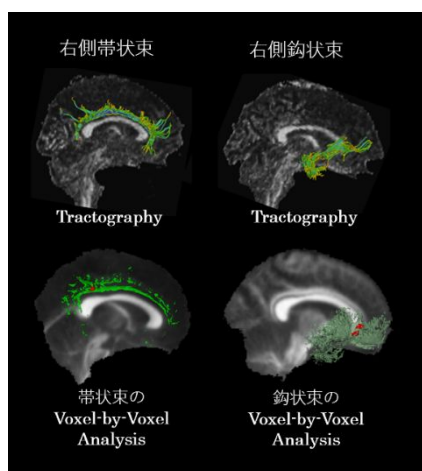 右側帯状束
右側鈎状束
Tractography
Tractography
帯状束の
Voxel-by-Voxel
Analysis
鈎状束の
Voxel-by-Voxel
Analysis